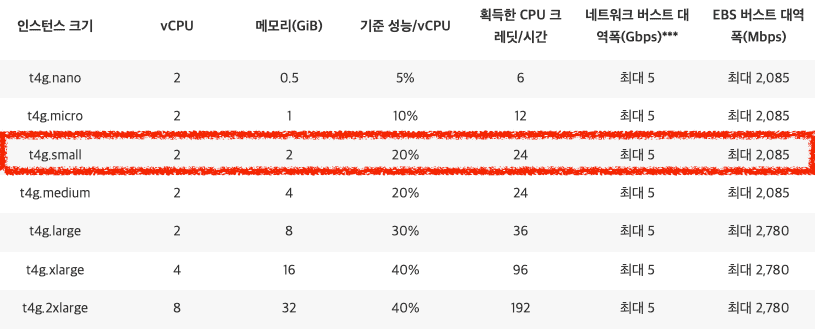 인스턴스 크기 vCPU 메모리(GiB) 기준 성능/vCPU 획득한 CPU 크레딧/시간 네트워크 버스트 대역폭(Gbps)*** EBS 버스트 대역폭(Mbps)
t4g.nano 2 0.5 5% 6 최대 5 최대 2,085
t4g.micro 2 1 10% 12 최대 5 최대 2,085
t4g.small 2 2 20% 24 최대 5 최대 2,085
t4g.medium 2 4 20% 24 최대 5 최대 2,085
t4g.large 2 8 30% 36 최대 5 최대 2,780
t4g.xlarge 4 16 40% 96 최대 5 최대 2,780
t4g.2xlarge 8 32 40% 192 최대 5 최대 2,780